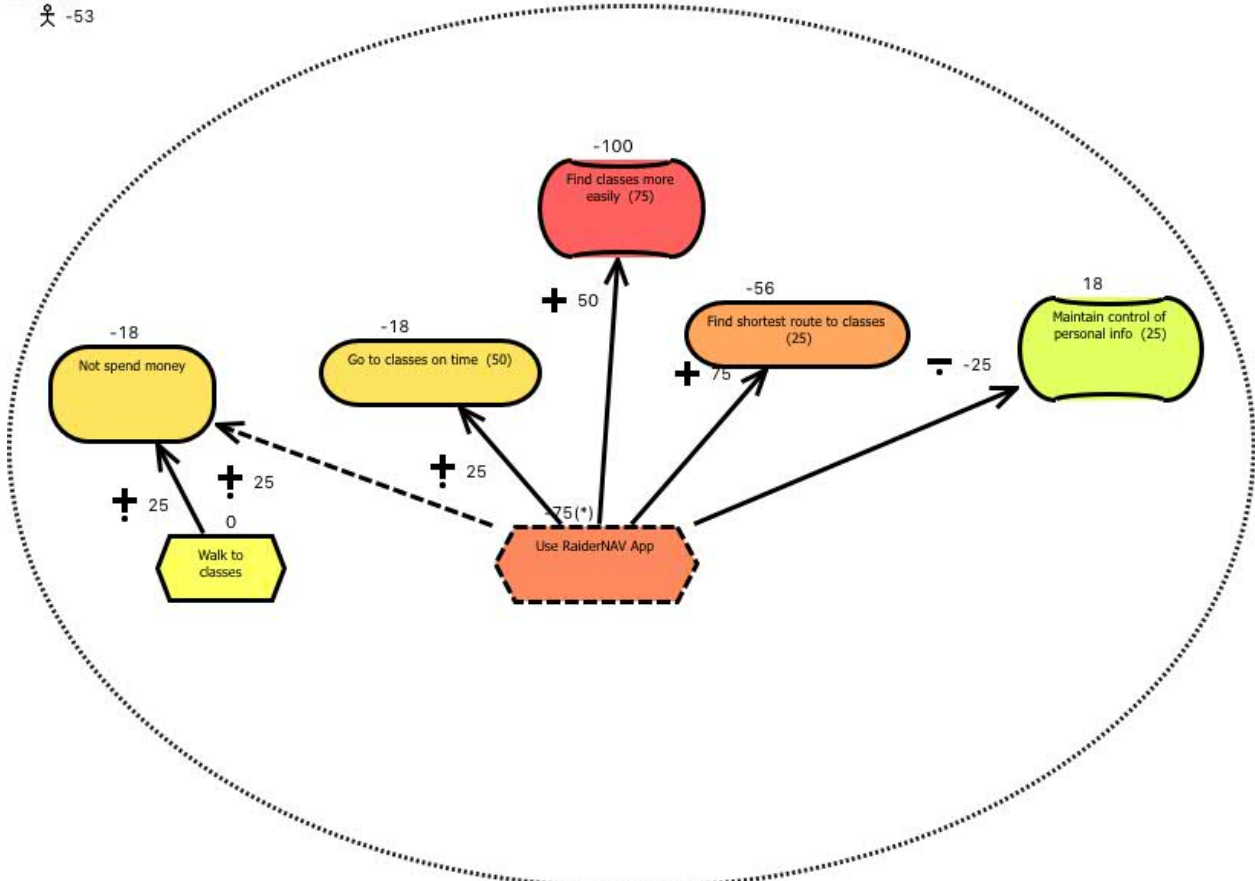 -53
-100
Find classes more
easily (75)
50
-56
18
-18
-18
Find shortest route to classes
(25)
Maintain control of
personal info (25)
Not spend money
Go to classes on time (50)
75
-25
25
25
25
0
-75(*)
Walk to
classes
Use RaiderNAV App